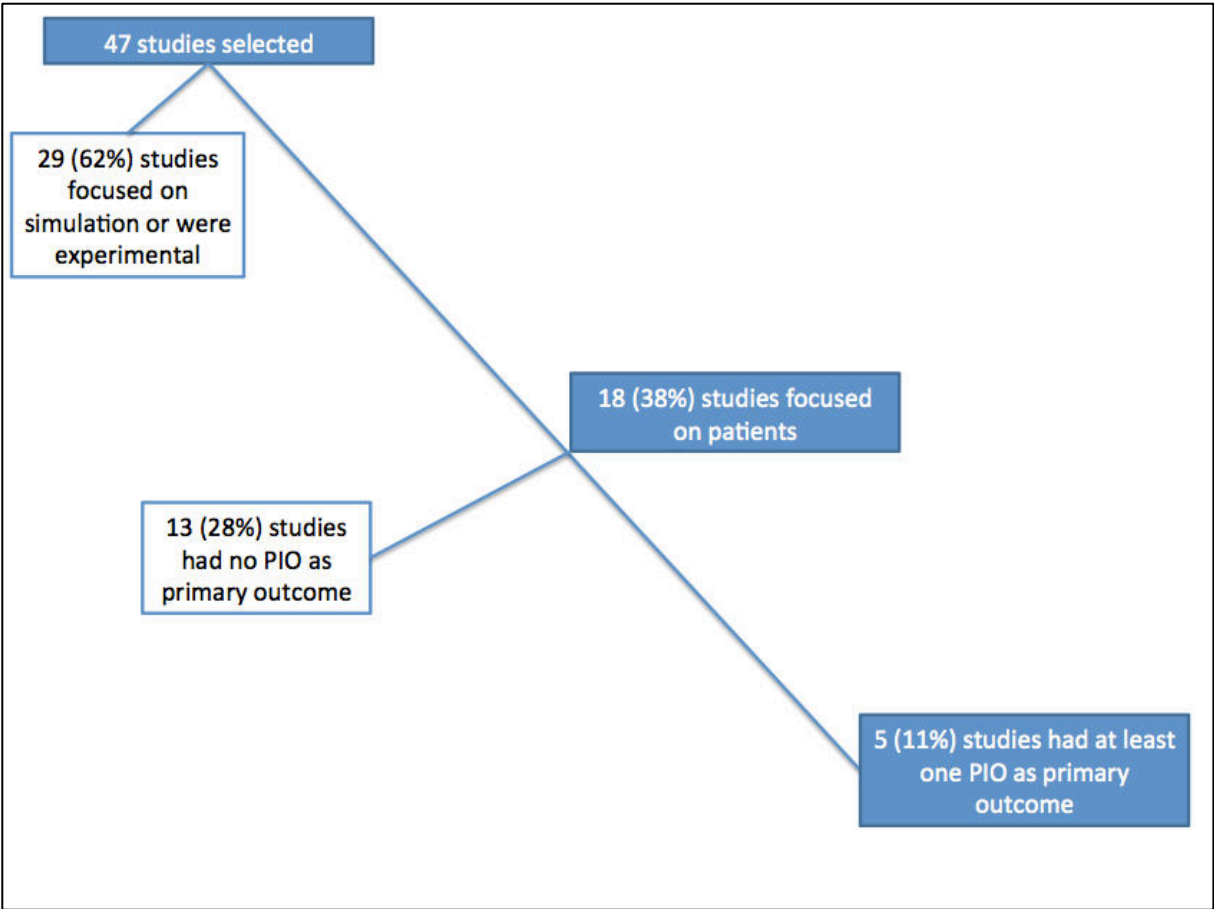 47 studies selected
29 (62%) studies
focused on
simulation or were
experimental
18 (38%) studies focused
on patients
13 (28%) studies
had no PIO as
primary outcome
5 (11%) studies had at least
one PIO as primary
outcome